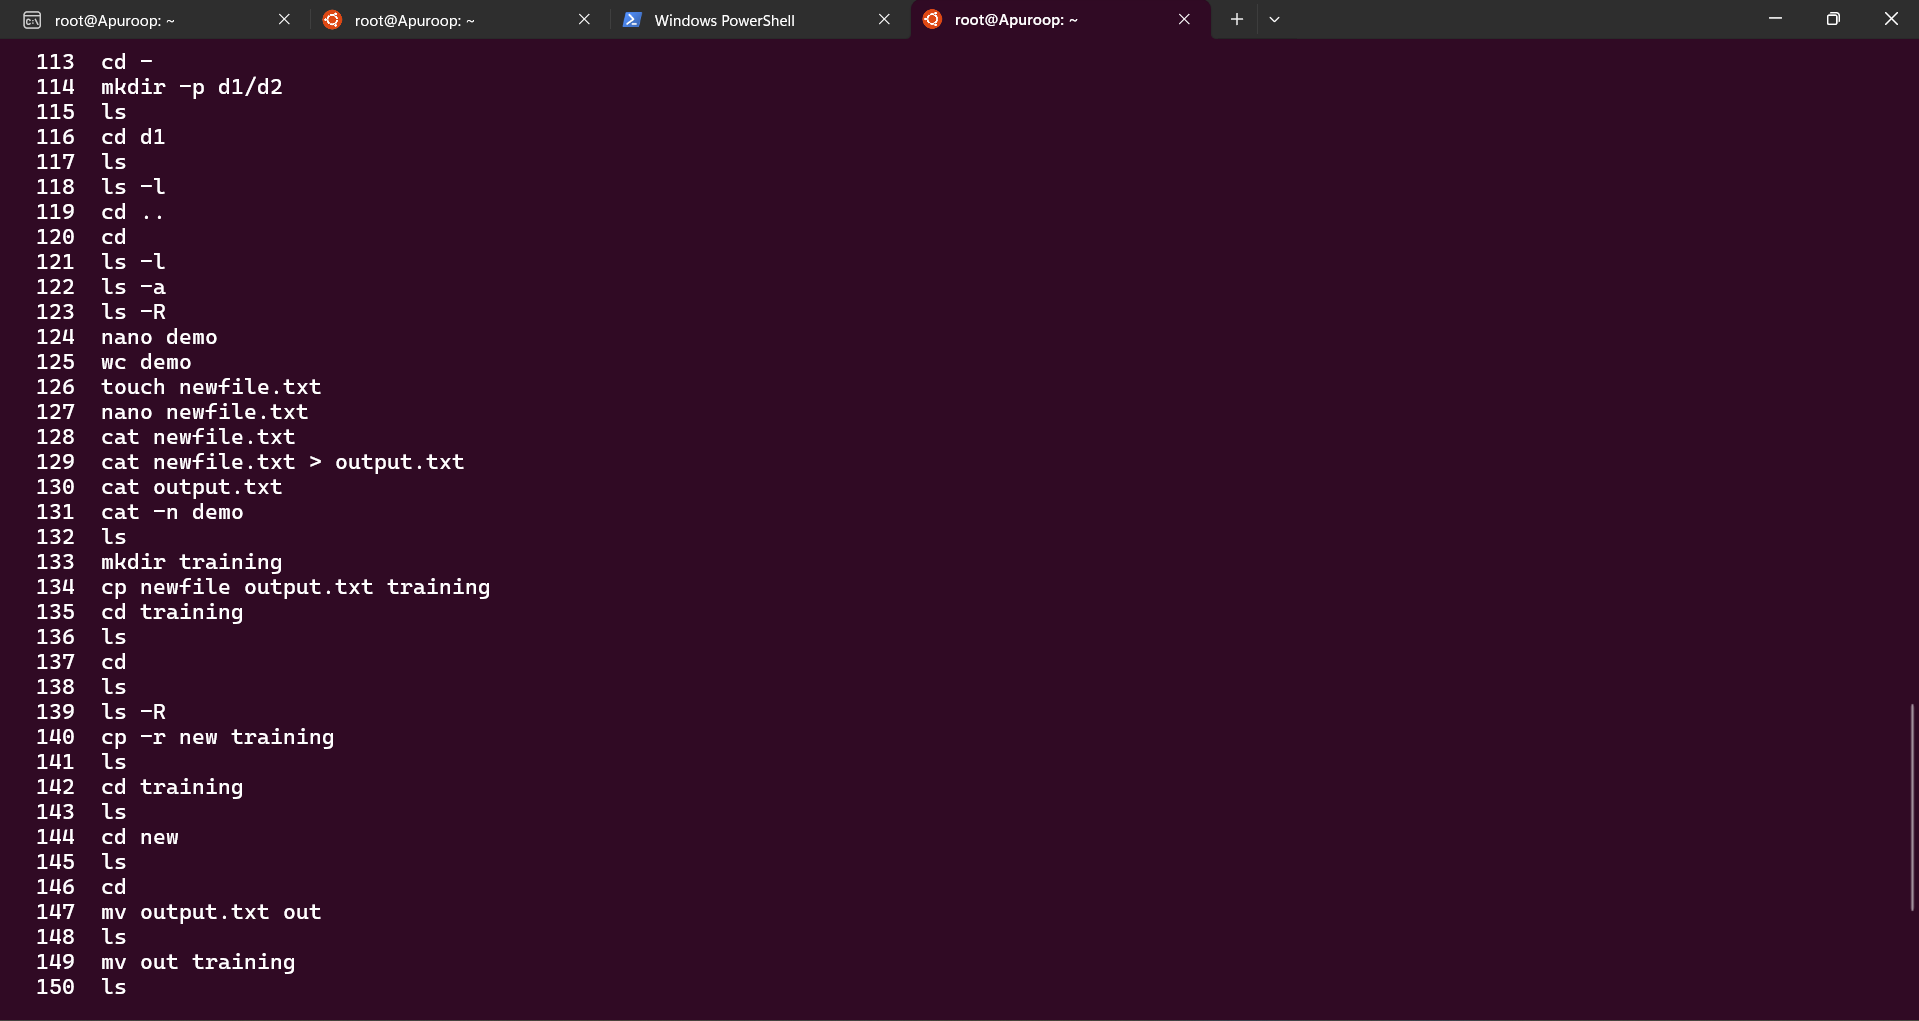 root@Apuroop: ~
root@Apuroop: ~
Windows PowerShell
root@Apuroop: ~
113 cd -
114 mkdir -p d1/d2
115 ls
116 cd d1
117 ls
118 ls -l
119 cd ..
120 cd
121 ls -l
122 ls -a
123 ls -R
124 nano demo
125 wc demo
126 touch newfile.txt
127 nano newfile.txt
128 cat newfile.txt
129 cat newfile.txt > output.txt
130 cat output.txt
131 cat -n demo
132 ls
133 mkdir training
134 cp newfile output.txt training
135 cd training
136 ls
137 cd
138 ls
139 ls -R
140 cp -r new training
141 ls
142 cd training
143 ls
144 cd new
145 ls
146 cd
147 mv output.txt out
148 ls
149 mv out training
150 ls